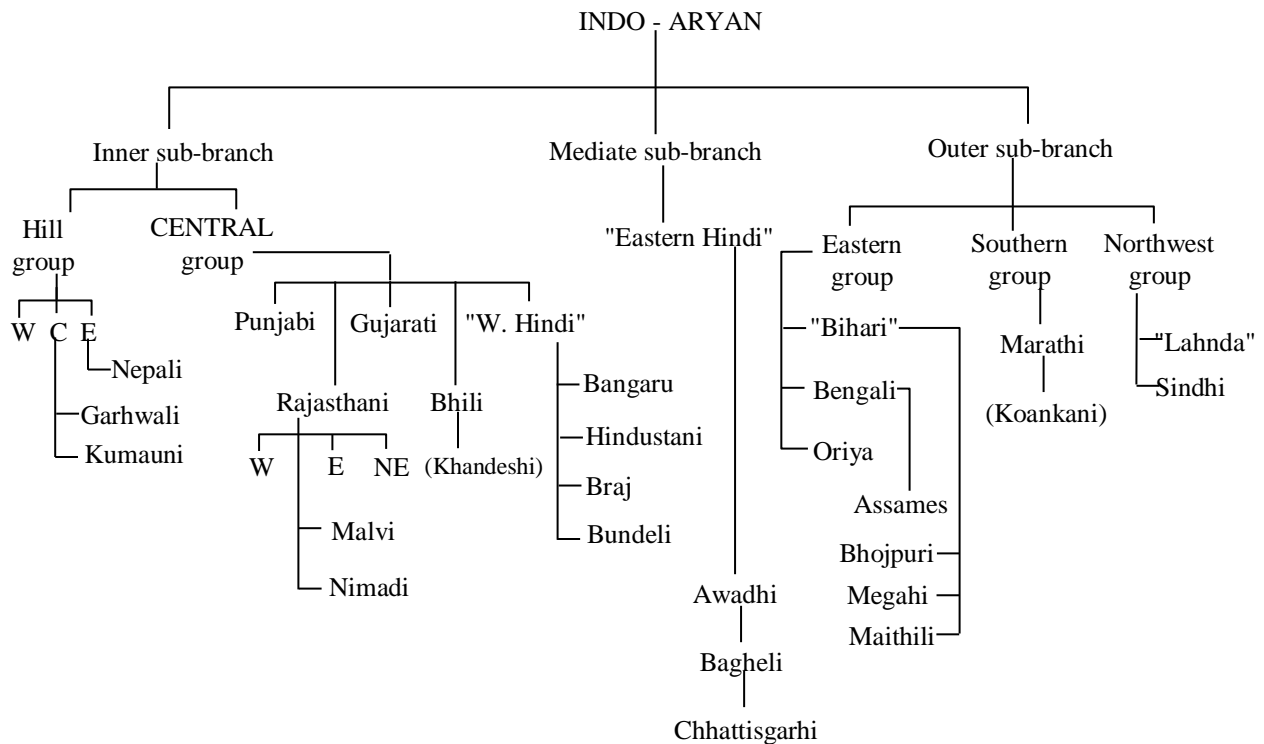 INDO - ARYAN
Inner sub-branch
Mediate sub-branch
Outer sub-branch
Hill
group
CENTRAL
group
"Eastern Hindi"
Eastern
group
Southern
group
Northwest
group
W C E
Punjabi
Gujarati
"W. Hindi"
"Bihari"
Marathi
"Lahnda"
Nepali
Garhwali
Kumauni
Rajasthani
Bhili
Bangaru
Hindustani
Braj
Bundeli
Bengali
Oriya
(Koankani)
Sindhi
W E NE
(Khandeshi)
Malvi
Nimadi
Assames
Bhojpuri
Megahi
Maithili
Awadhi
Bagheli
Chhattisgarhi